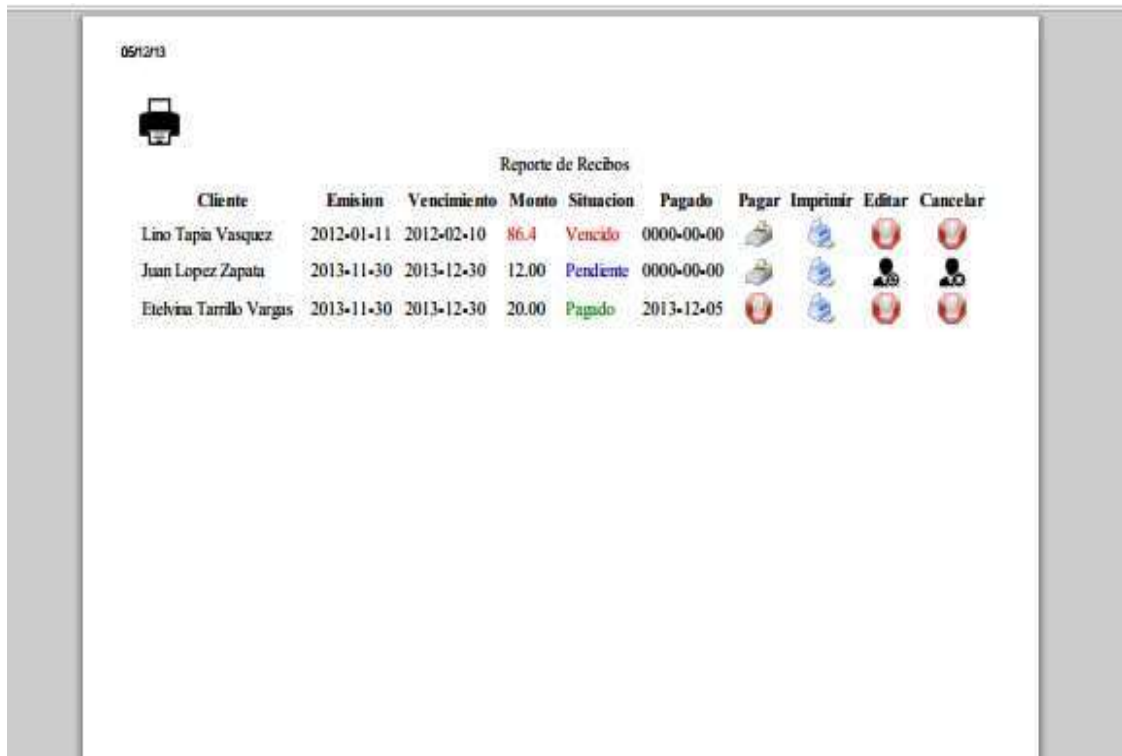 05/12/13
Reporte de Recibos
Cliente Emision Vencimiento Monto Situacion Pagado Pagar Imprimir Editar Cancelar
Lino Tapia Vasquez 2012-01-11 2012-02-10 86.4 Vencido 0000-00-00
Juan Lopez Zapata 2013-11-30 2013-12-30 12.00 Pendiente 0000-00-00
Etelvina Tarrillo Vargas 2013-11-30 2013-12-30 20.00 Pagado 2013-12-05